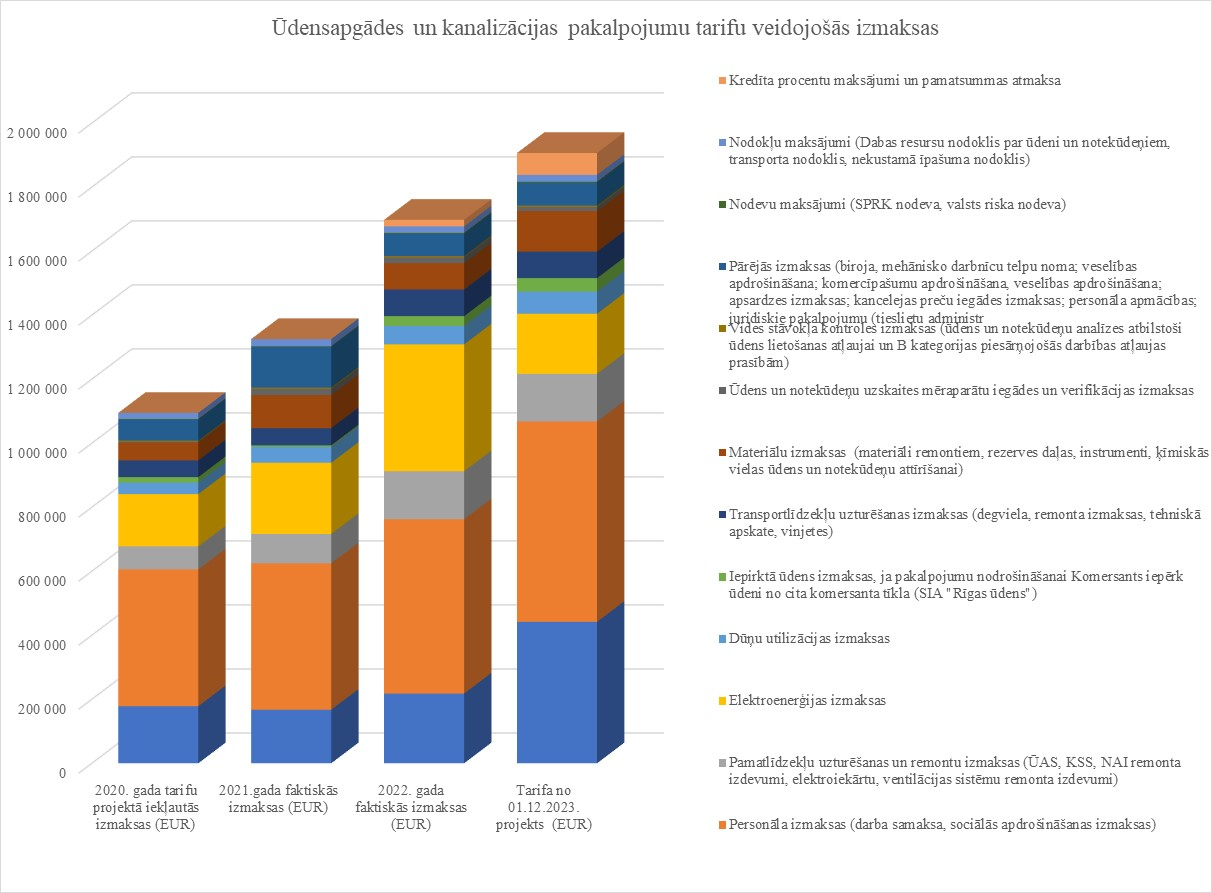 Ūdensapgādes un kanalizācijas pakalpojumu tarifu veidojošās izmaksas
2 000 000
1 800 000
1 600 000
1 400 000
1 200 000
1 000 000
800 000
600 000
400 000
200 000
0
2020. gada tarifu
projektā iekļautās
izmaksas (EUR)
2021.gada faktiskās
izmaksas (EUR)
2022. gada
faktiskās izmaksas
(EUR)
Tarifa no
01.12.2023.
projekts (EUR)
Kredīta procentu maksājumi un pamatsummas atmaksa
Nodokļu maksājumi (Dabas resursu nodoklis par ūdeni un notekūdeņiem,
transporta nodoklis, nekustamā īpašuma nodoklis)
Nodevu maksājumi (SPRK nodeva, valsts riska nodeva)
Pārējās izmaksas (biroja, mehānisko darbnīcu telpu noma; veselības
apdrošināšana; komercīpašumu apdrošināšana, veselības apdrošināšana;
apsardzes izmaksas; kancelejas preču iegādes izmaksas; personāla apmācības;
juridiskie pakalpojumu (tieslietu administr
Vides stāvokļa kontroles izmaksas (ūdens un notekūdeņu analīzes atbilstoši
ūdens lietošanas atļaujai un B kategorijas piesārņojošās darbības atļaujas
prasībām)
Ūdens un notekūdeņu uzskaites mēraparātu iegādes un verifikācijas izmaksas
Materiālu izmaksas (materiāli remontiem, rezerves daļas, instrumenti, ķīmiskās
vielas ūdens un notekūdeņu attīrīšanai)
Transportlīdzekļu uzturēšanas izmaksas (degviela, remonta izmaksas, tehniskā
apskate, vinjetes)
Iepirktā ūdens izmaksas, ja pakalpojumu nodrošināšanai Komersants iepērk
ūdeni no cita komersanta tīkla (SIA "Rīgas ūdens")
Dūņu utilizācijas izmaksas
Elektroenerģijas izmaksas
Pamatlīdzekļu uzturēšanas un remontu izmaksas (ŪAS, KSS, NAI remonta
izdevumi, elektroiekārtu, ventilācijas sistēmu remonta izdevumi)
Personāla izmaksas (darba samaksa, sociālās apdrošināšanas izmaksas)